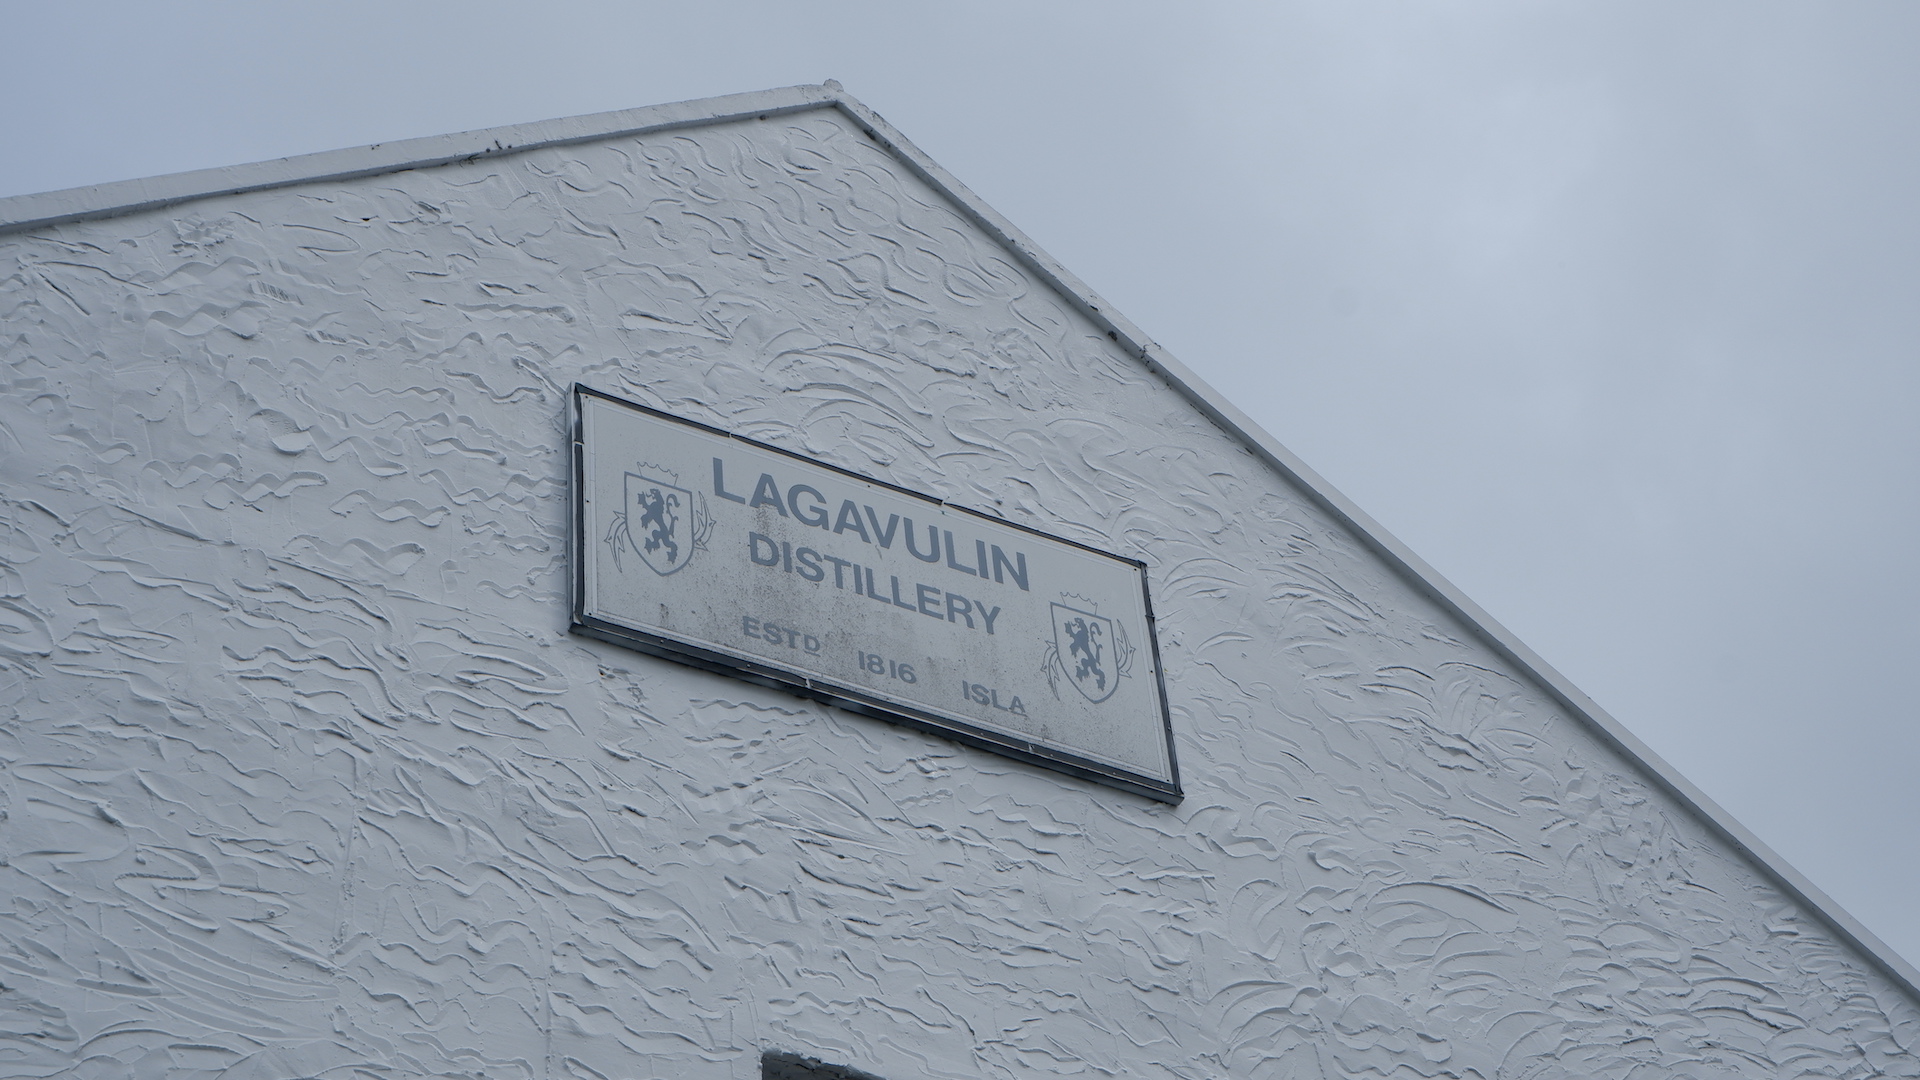 LAGAVULIN
DISTILLERY
ESTD 1816 ISLA